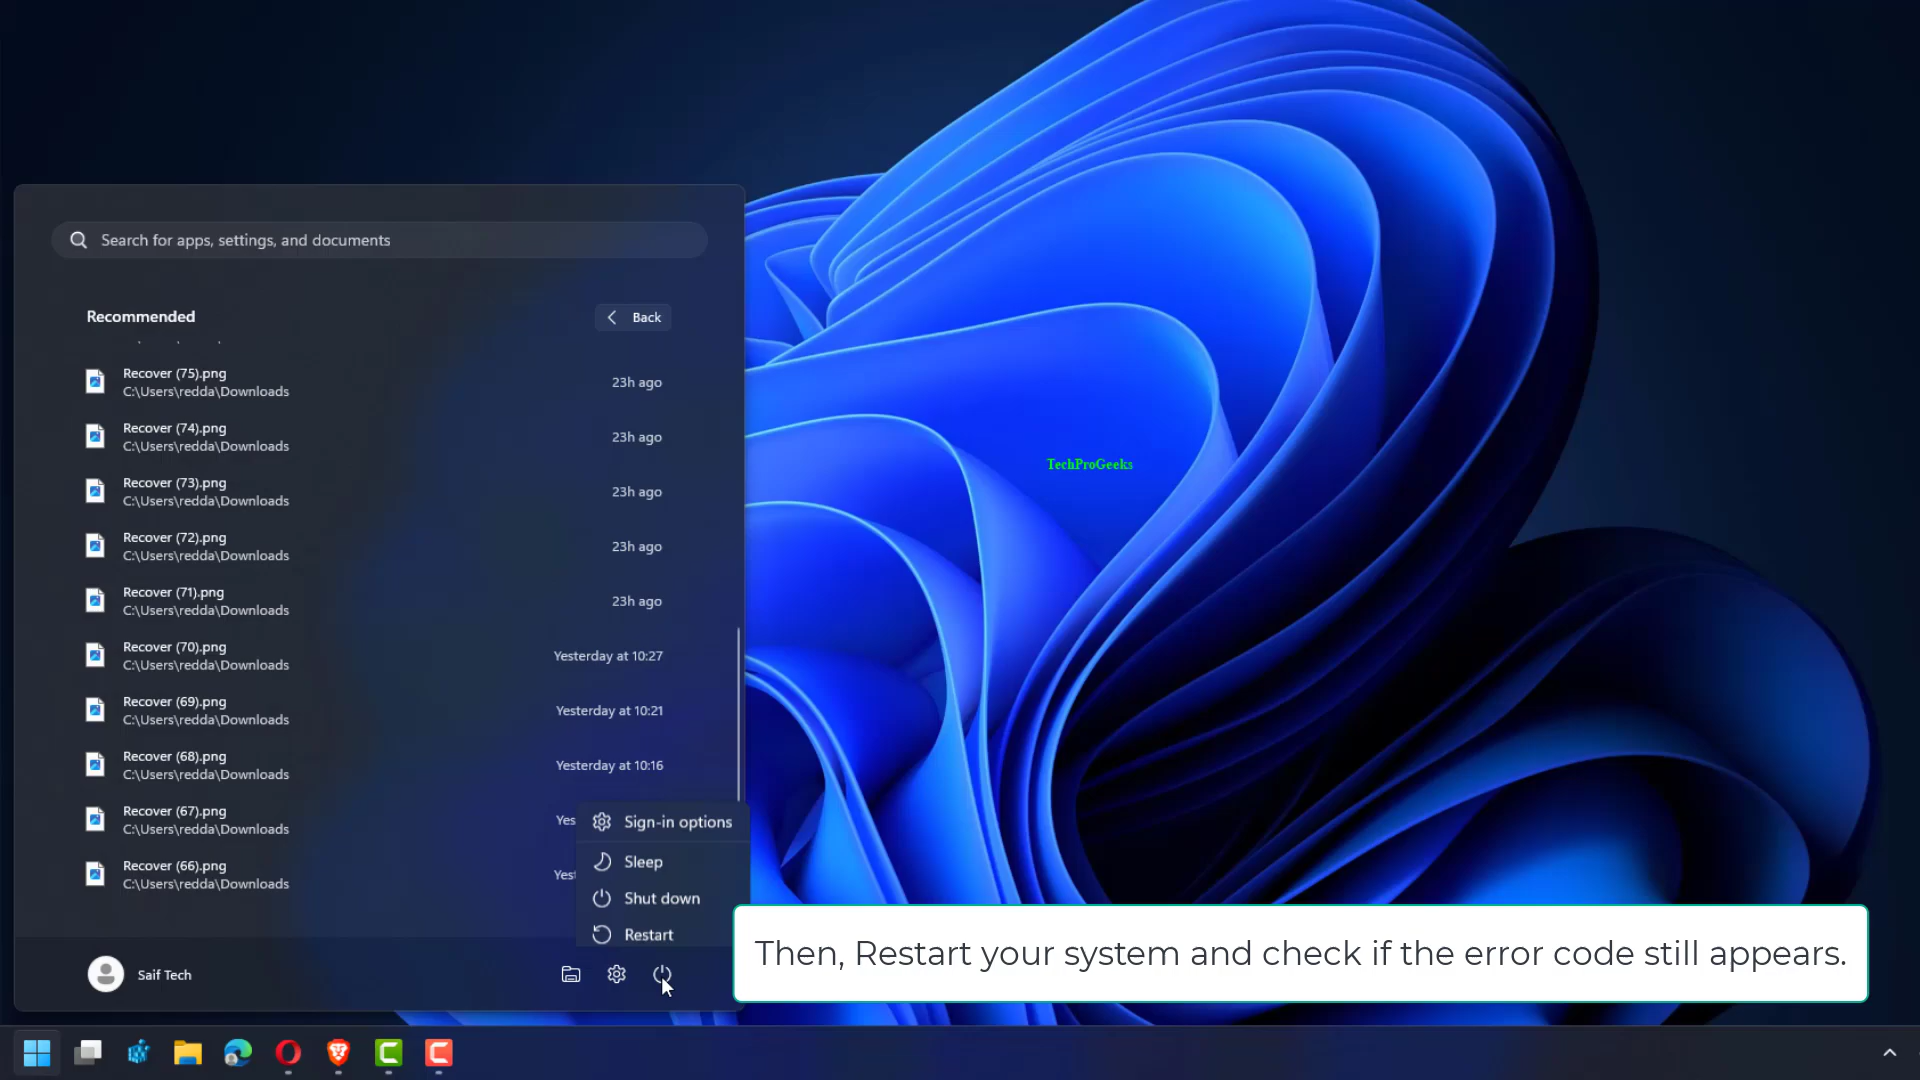 Search for apps, settings, and documents
Recommended
Back
Recover (75).png
C:\Users\redda\Downloads
23h ago
Recover (74).png
C:\Users\redda\Downloads
23h ago
Recover (73).png
C:\Users\redda\Downloads
23h ago
Recover (72).png
C:\Users\redda\Downloads
23h ago
Recover (71).png
C:\Users\redda\Downloads
23h ago
Recover (70).png
C:\Users\redda\Downloads
Yesterday at 10:27
Recover (69).png
C:\Users\redda\Downloads
Yesterday at 10:21
Recover (68).png
C:\Users\redda\Downloads
Yesterday at 10:16
Recover (67).png
C:\Users\redda\Downloads
Yes
Recover (66).png
C:\Users\redda\Downloads
Yest
Sign-in options
Sleep
Shut down
Restart
Saif Tech
TechProGeeks
Then, Restart your system and check if the error code still appears.